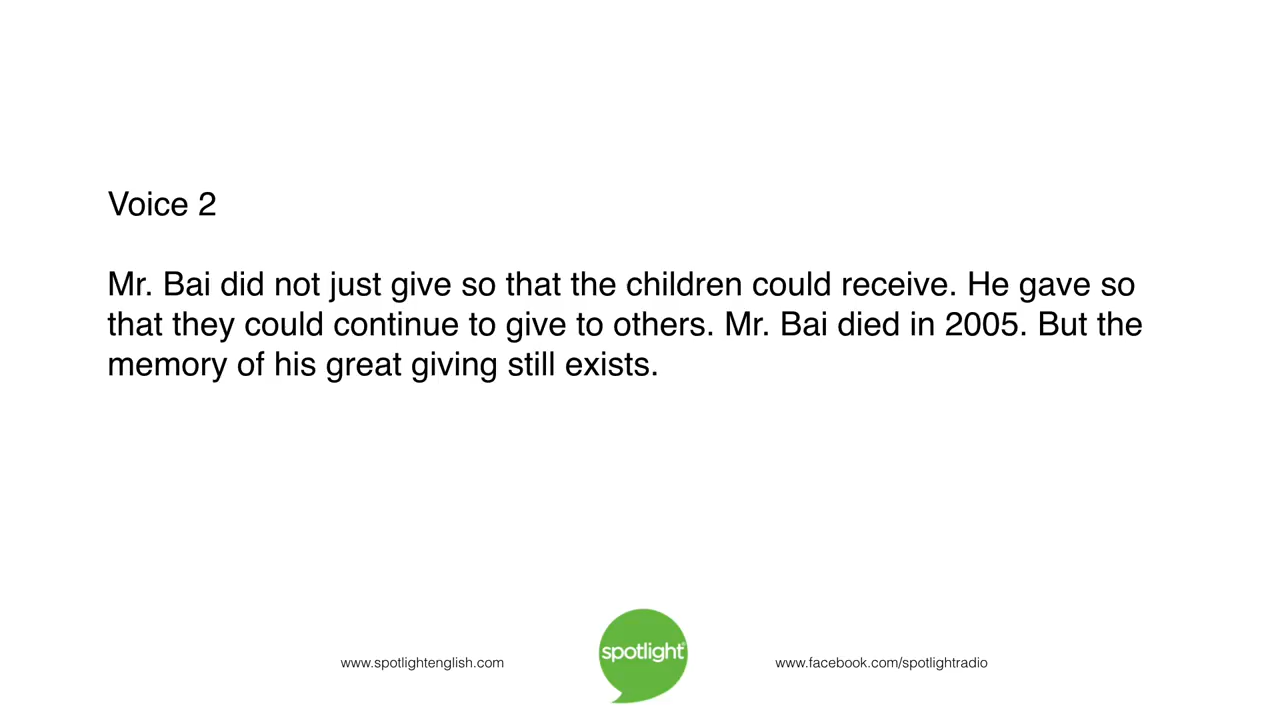 Voice 2
Mr. Bai did not just give so that the children could receive. He gave so
that they could continue to give to others. Mr. Bai died in 2005. But the
memory of his great giving still exists.
www.spotlightenglish.com
spotlight
www.facebook.com/spotlightradio